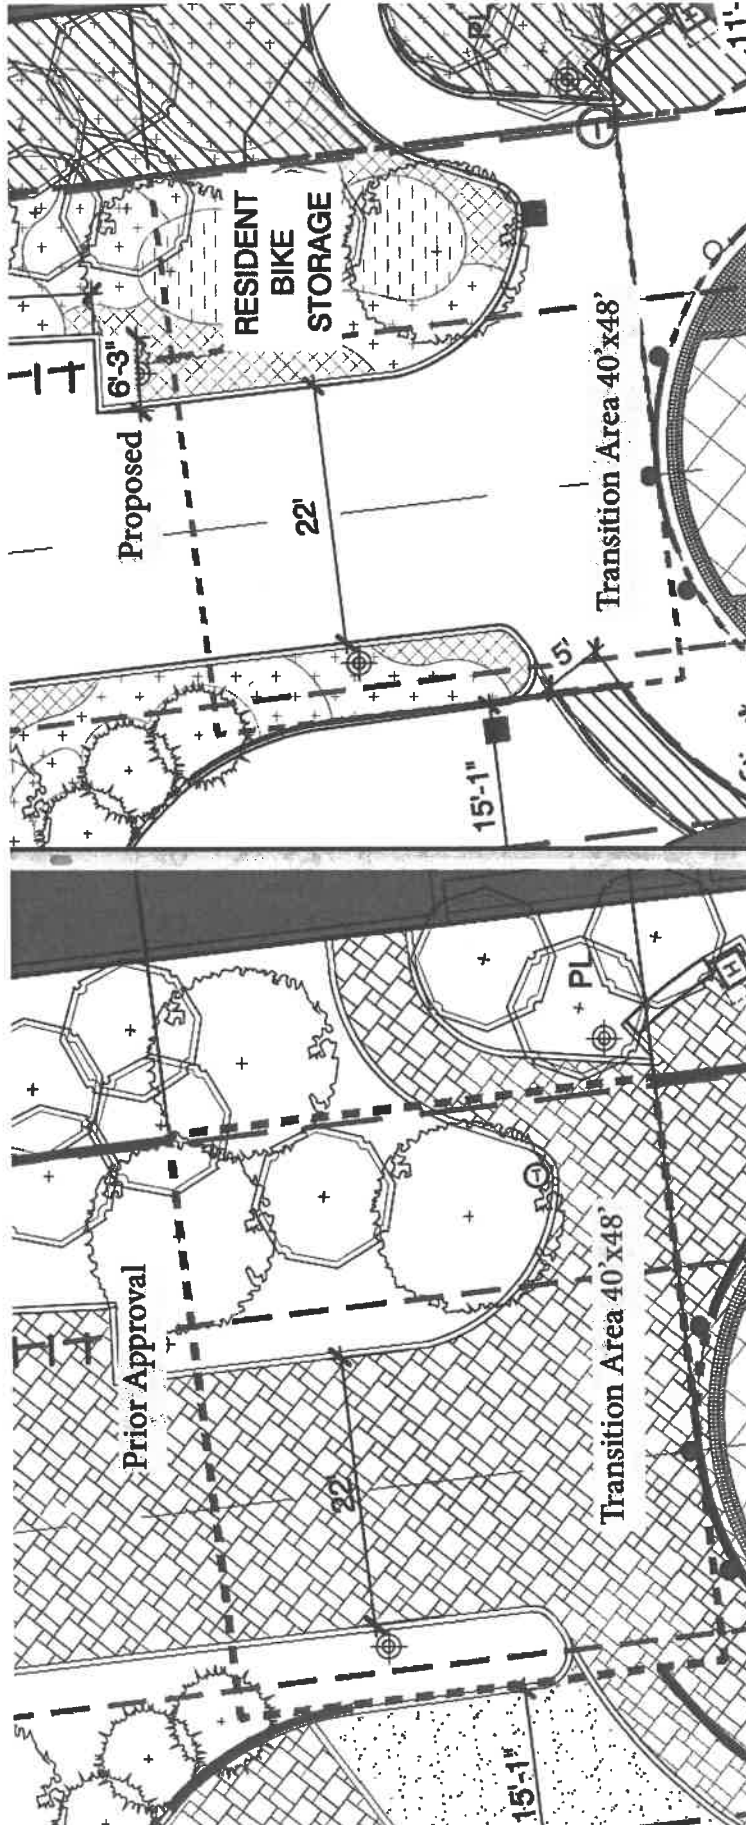 Prior Approval
22'
15'-1"
PL
T
H
Transition Area 40'x48'
Proposed
6'-3"
RESIDENT
BIKE
STORAGE
22'
5'
15'-1"
T
Transition Area 40'x48'